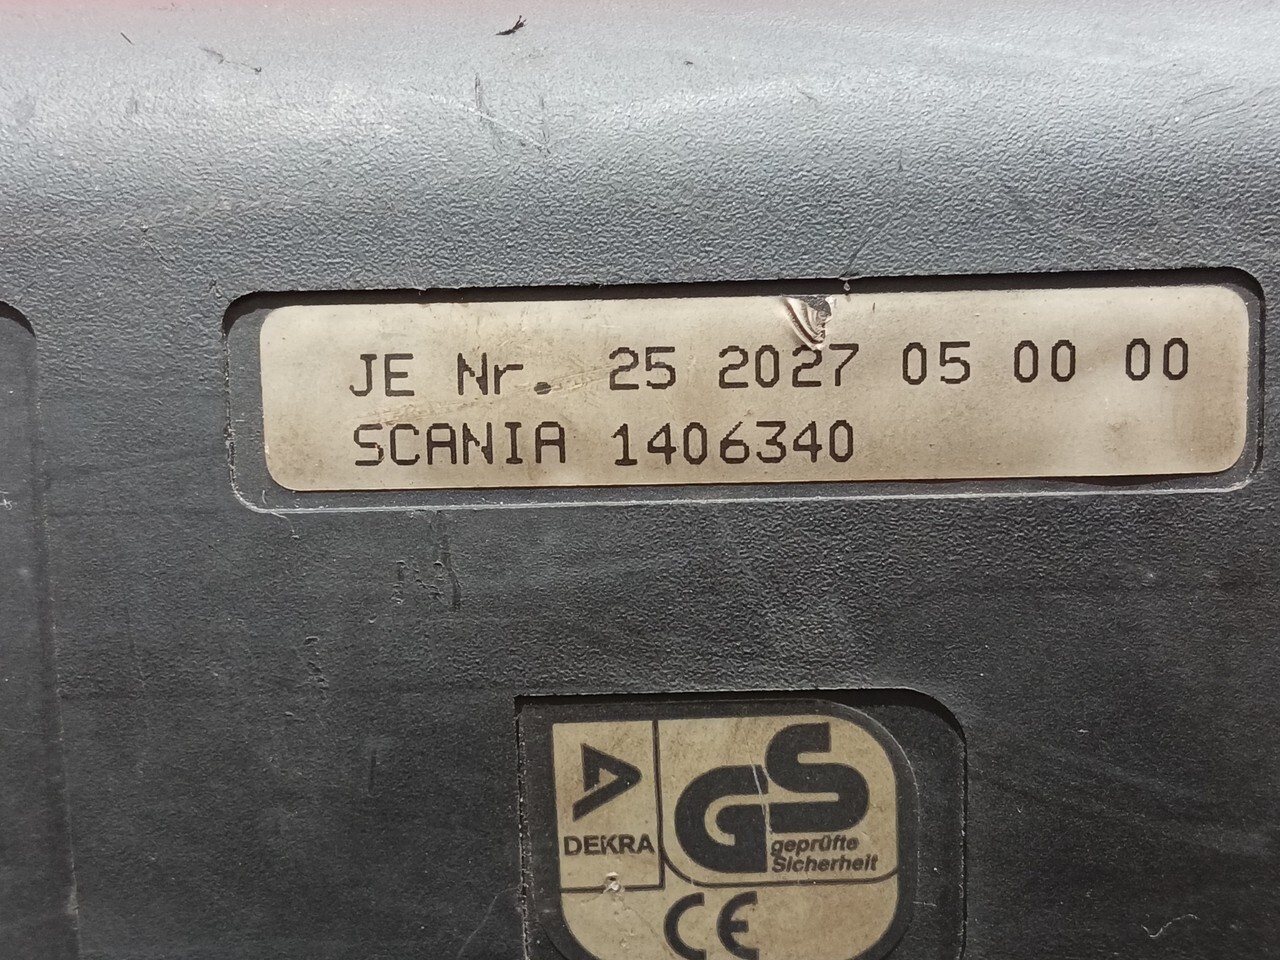 JE Nr. 25 2027 05 00 00
SCANIA 1406340
DEKRA
GS
geprüfte
Sicherheit
CE